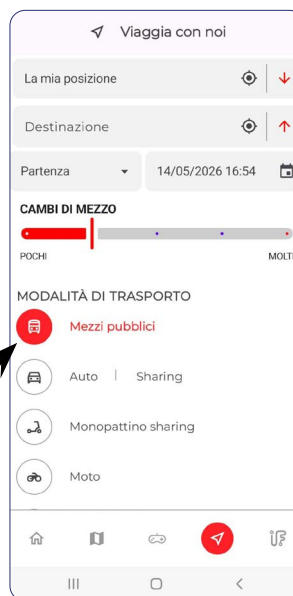 Viaggia con noi
La mia posizione
Destinazione
Partenza 14/05/2026 16:54
CAMBI DI MEZZO
POCHI MOLTI
MODALITÀ DI TRASPORTO
Mezzi pubblici
Auto | Sharing
Monopattino sharing
Moto
iF